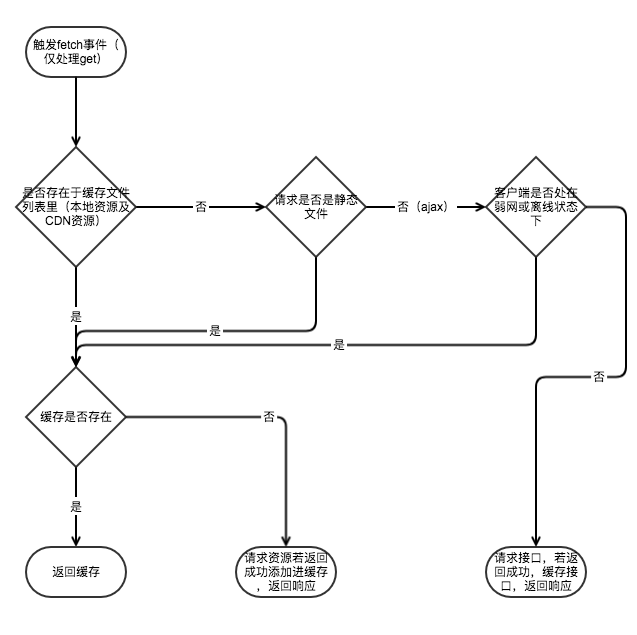 触发fetch事件（
仅处理get）
是否存在于缓存文件
列表里（本地资源及
CDN资源）
否
请求是否是静态
文件
否（ajax）
客户端是否处在
弱网或离线状态
下
是
是
是
否
缓存是否存在
否
是
返回缓存
请求资源若返回
成功添加进缓存
，返回响应
请求接口，若返
回成功，缓存接
口，返回响应